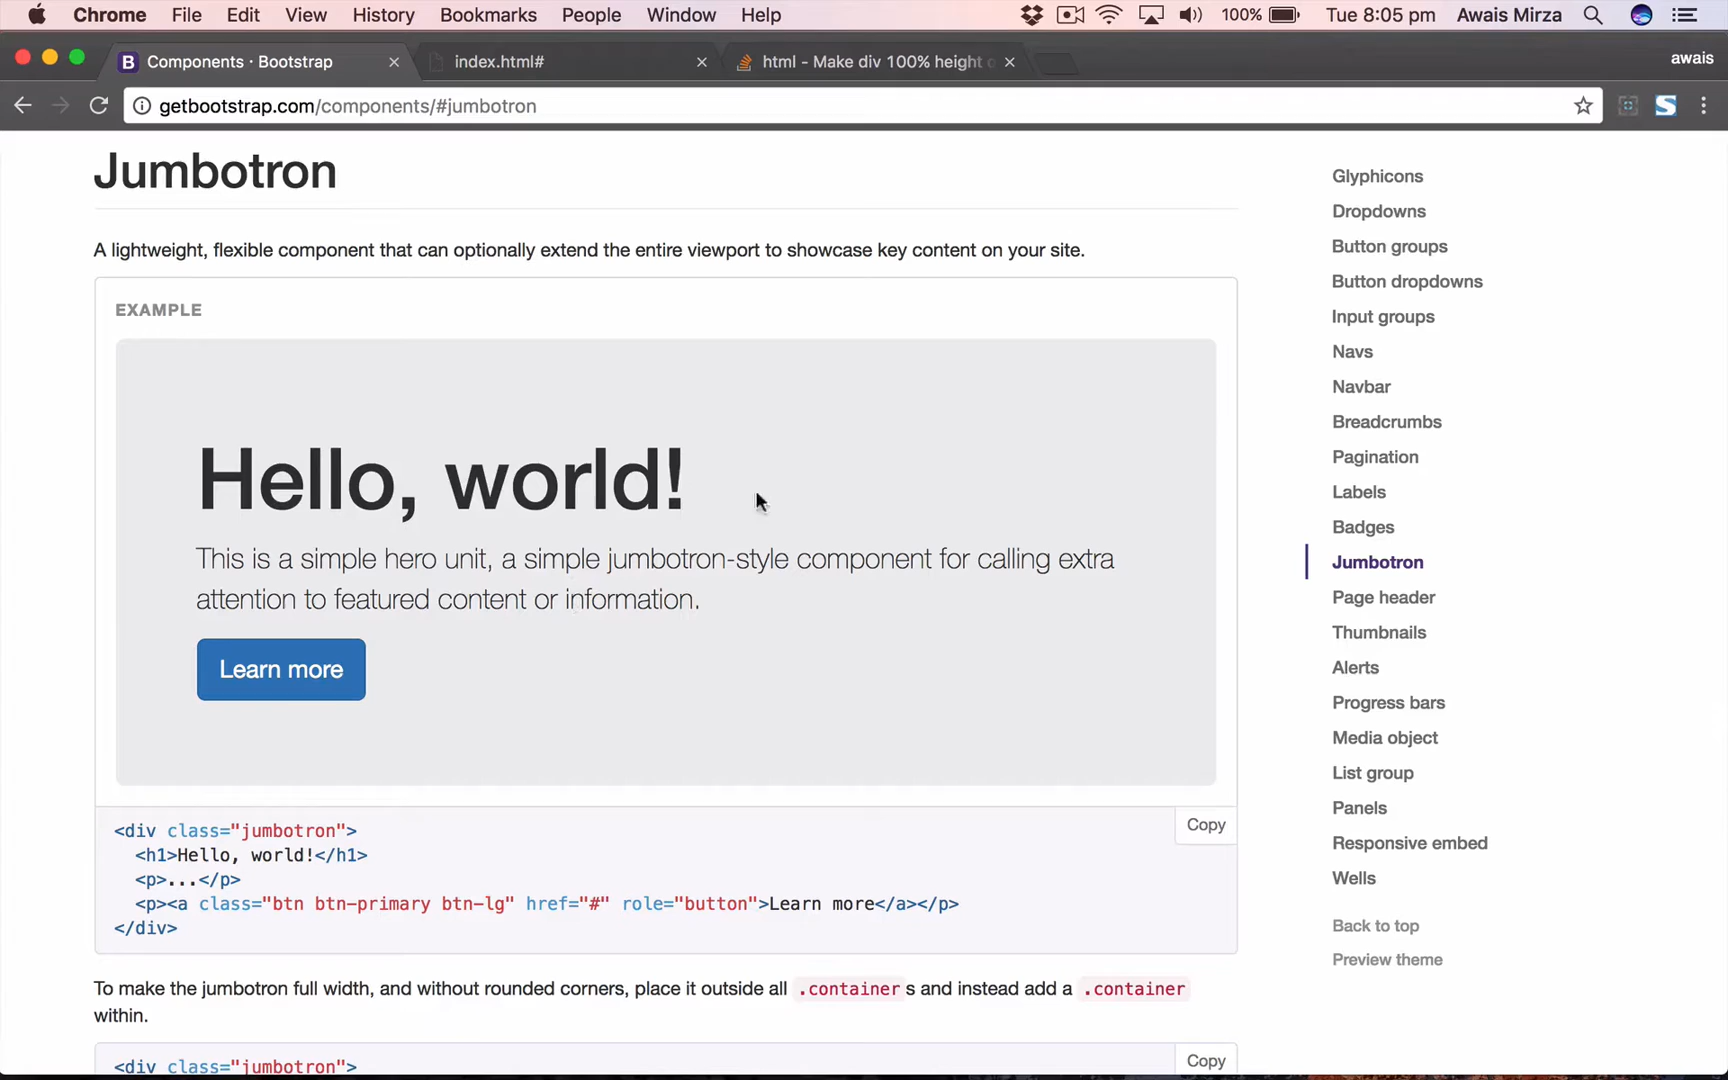 Chrome File Edit View History Bookmarks People Window Help 100% Tue 8:05 pm Awais Mirza
B Components · Bootstrap index.html# html - Make div 100% height o awais
getbootstrap.com/components/#jumbotron S
Jumbotron
A lightweight, flexible component that can optionally extend the entire viewport to showcase key content on your site.
EXAMPLE
Hello, world!
This is a simple hero unit, a simple jumbotron-style component for calling extra
attention to featured content or information.
Learn more
Copy
<div class="jumbotron">
<h1>Hello, world!</h1>
<p>...</p>
<p><a class="btn btn-primary btn-lg" href="#" role="button">Learn more</a></p>
</div>
To make the jumbotron full width, and without rounded corners, place it outside all .container s and instead add a .container
within.
<div class="jumbotron">
Copy
Glyphicons
Dropdowns
Button groups
Button dropdowns
Input groups
Navs
Navbar
Breadcrumbs
Pagination
Labels
Badges
Jumbotron
Page header
Thumbnails
Alerts
Progress bars
Media object
List group
Panels
Responsive embed
Wells
Back to top
Preview theme